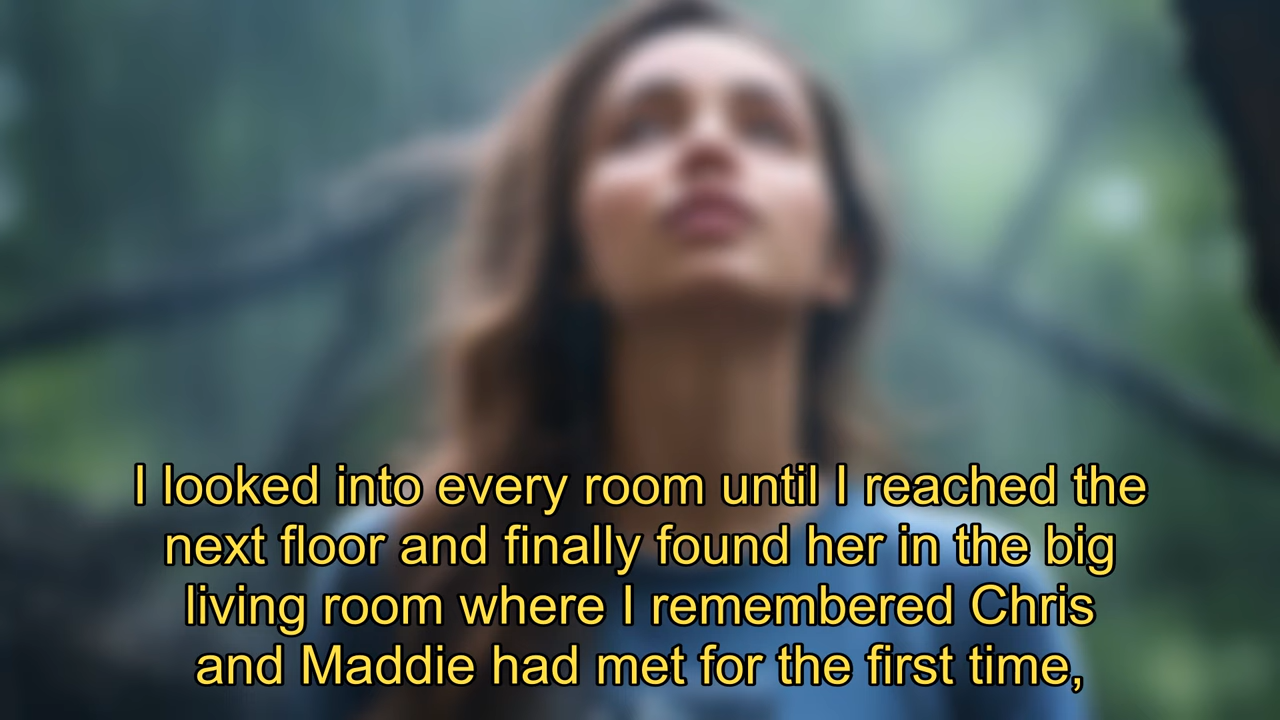 I looked into every room until I reached the
next floor and finally found her in the big
living room where I remembered Chris
and Maddie had met for the first time,